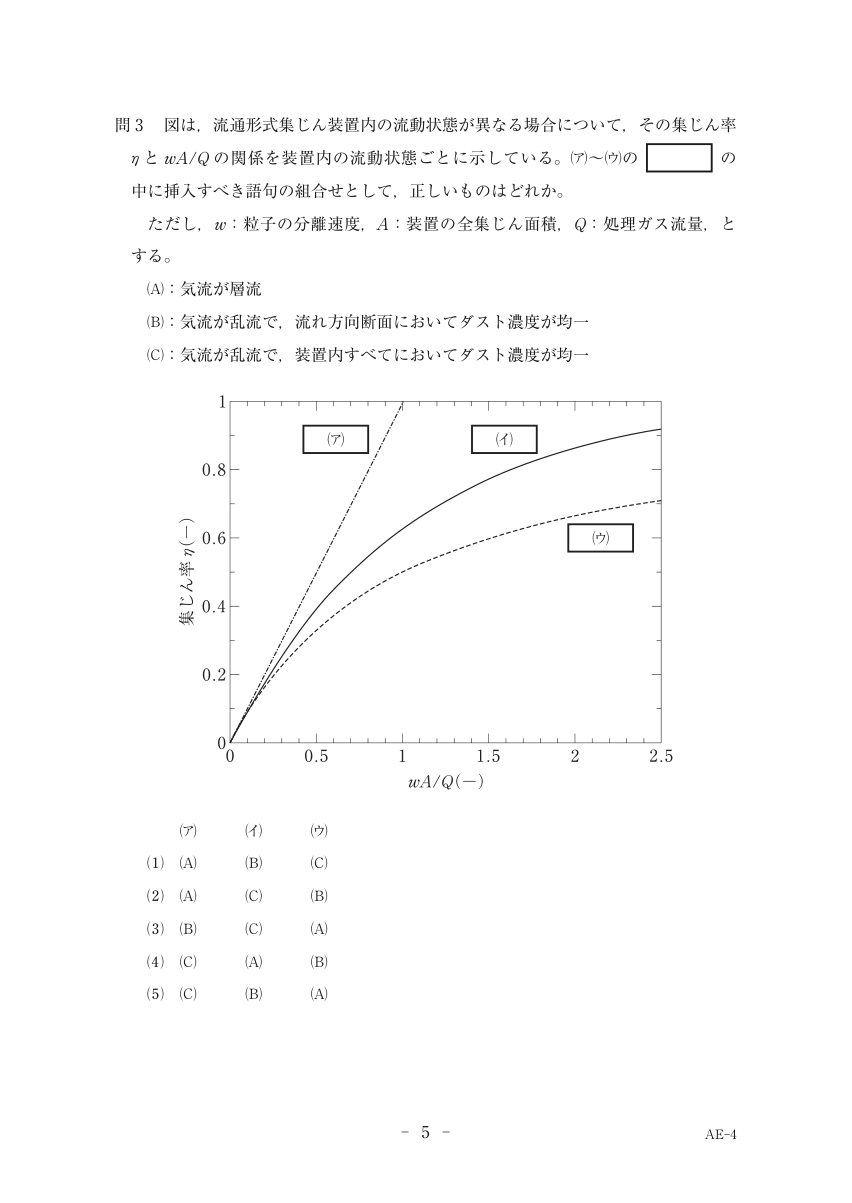 問3 図は，流通形式集じん装置内の流動状態が異なる場合について，その集じん率
ηとwA/Qの関係を装置内の流動状態ごとに示している。㋐～㋒の の
中に挿入すべき語句の組合せとして，正しいものはどれか。
ただし，w：粒子の分離速度，A：装置の全集じん面積，Q：処理ガス流量，と
する。
(A)：気流が層流
(B)：気流が乱流で，流れ方向断面においてダスト濃度が均一
(C)：気流が乱流で，装置内すべてにおいてダスト濃度が均一
1
(ア) (イ)
0.8
0.6
(ウ)
集じん率 η(－)
0.4
0.2
0
0 0.5 1 1.5 2 2.5
wA/Q(－)
(ア) (イ) (ウ)
(1) (A) (B) (C)
(2) (A) (C) (B)
(3) (B) (C) (A)
(4) (C) (A) (B)
(5) (C) (B) (A)
- 5 -
AE-4